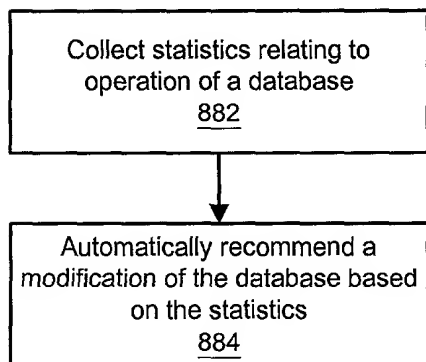 Collect statistics relating to
operation of a database
882
Automatically recommend a
modification of the database based
on the statistics
884